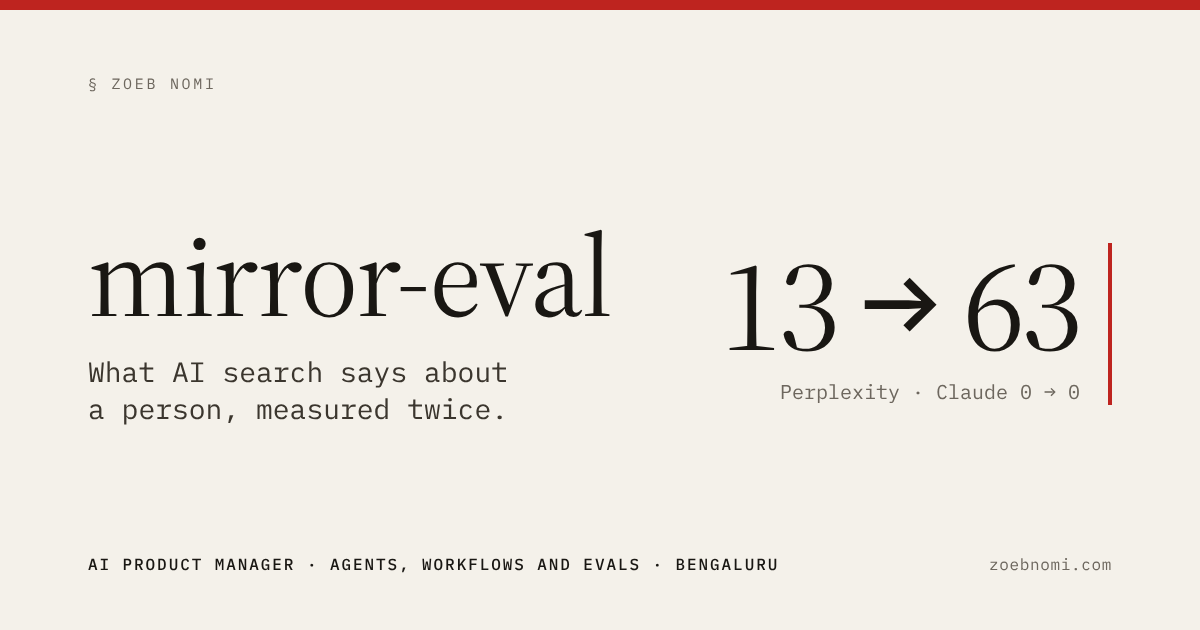 § ZOEB NOMI
mirror-eval
What AI search says about
a person, measured twice.
13 → 63
Perplexity · Claude 0 → 0
AI PRODUCT MANAGER · AGENTS, WORKFLOWS AND EVALS · BENGALURU
zoebnomi.com